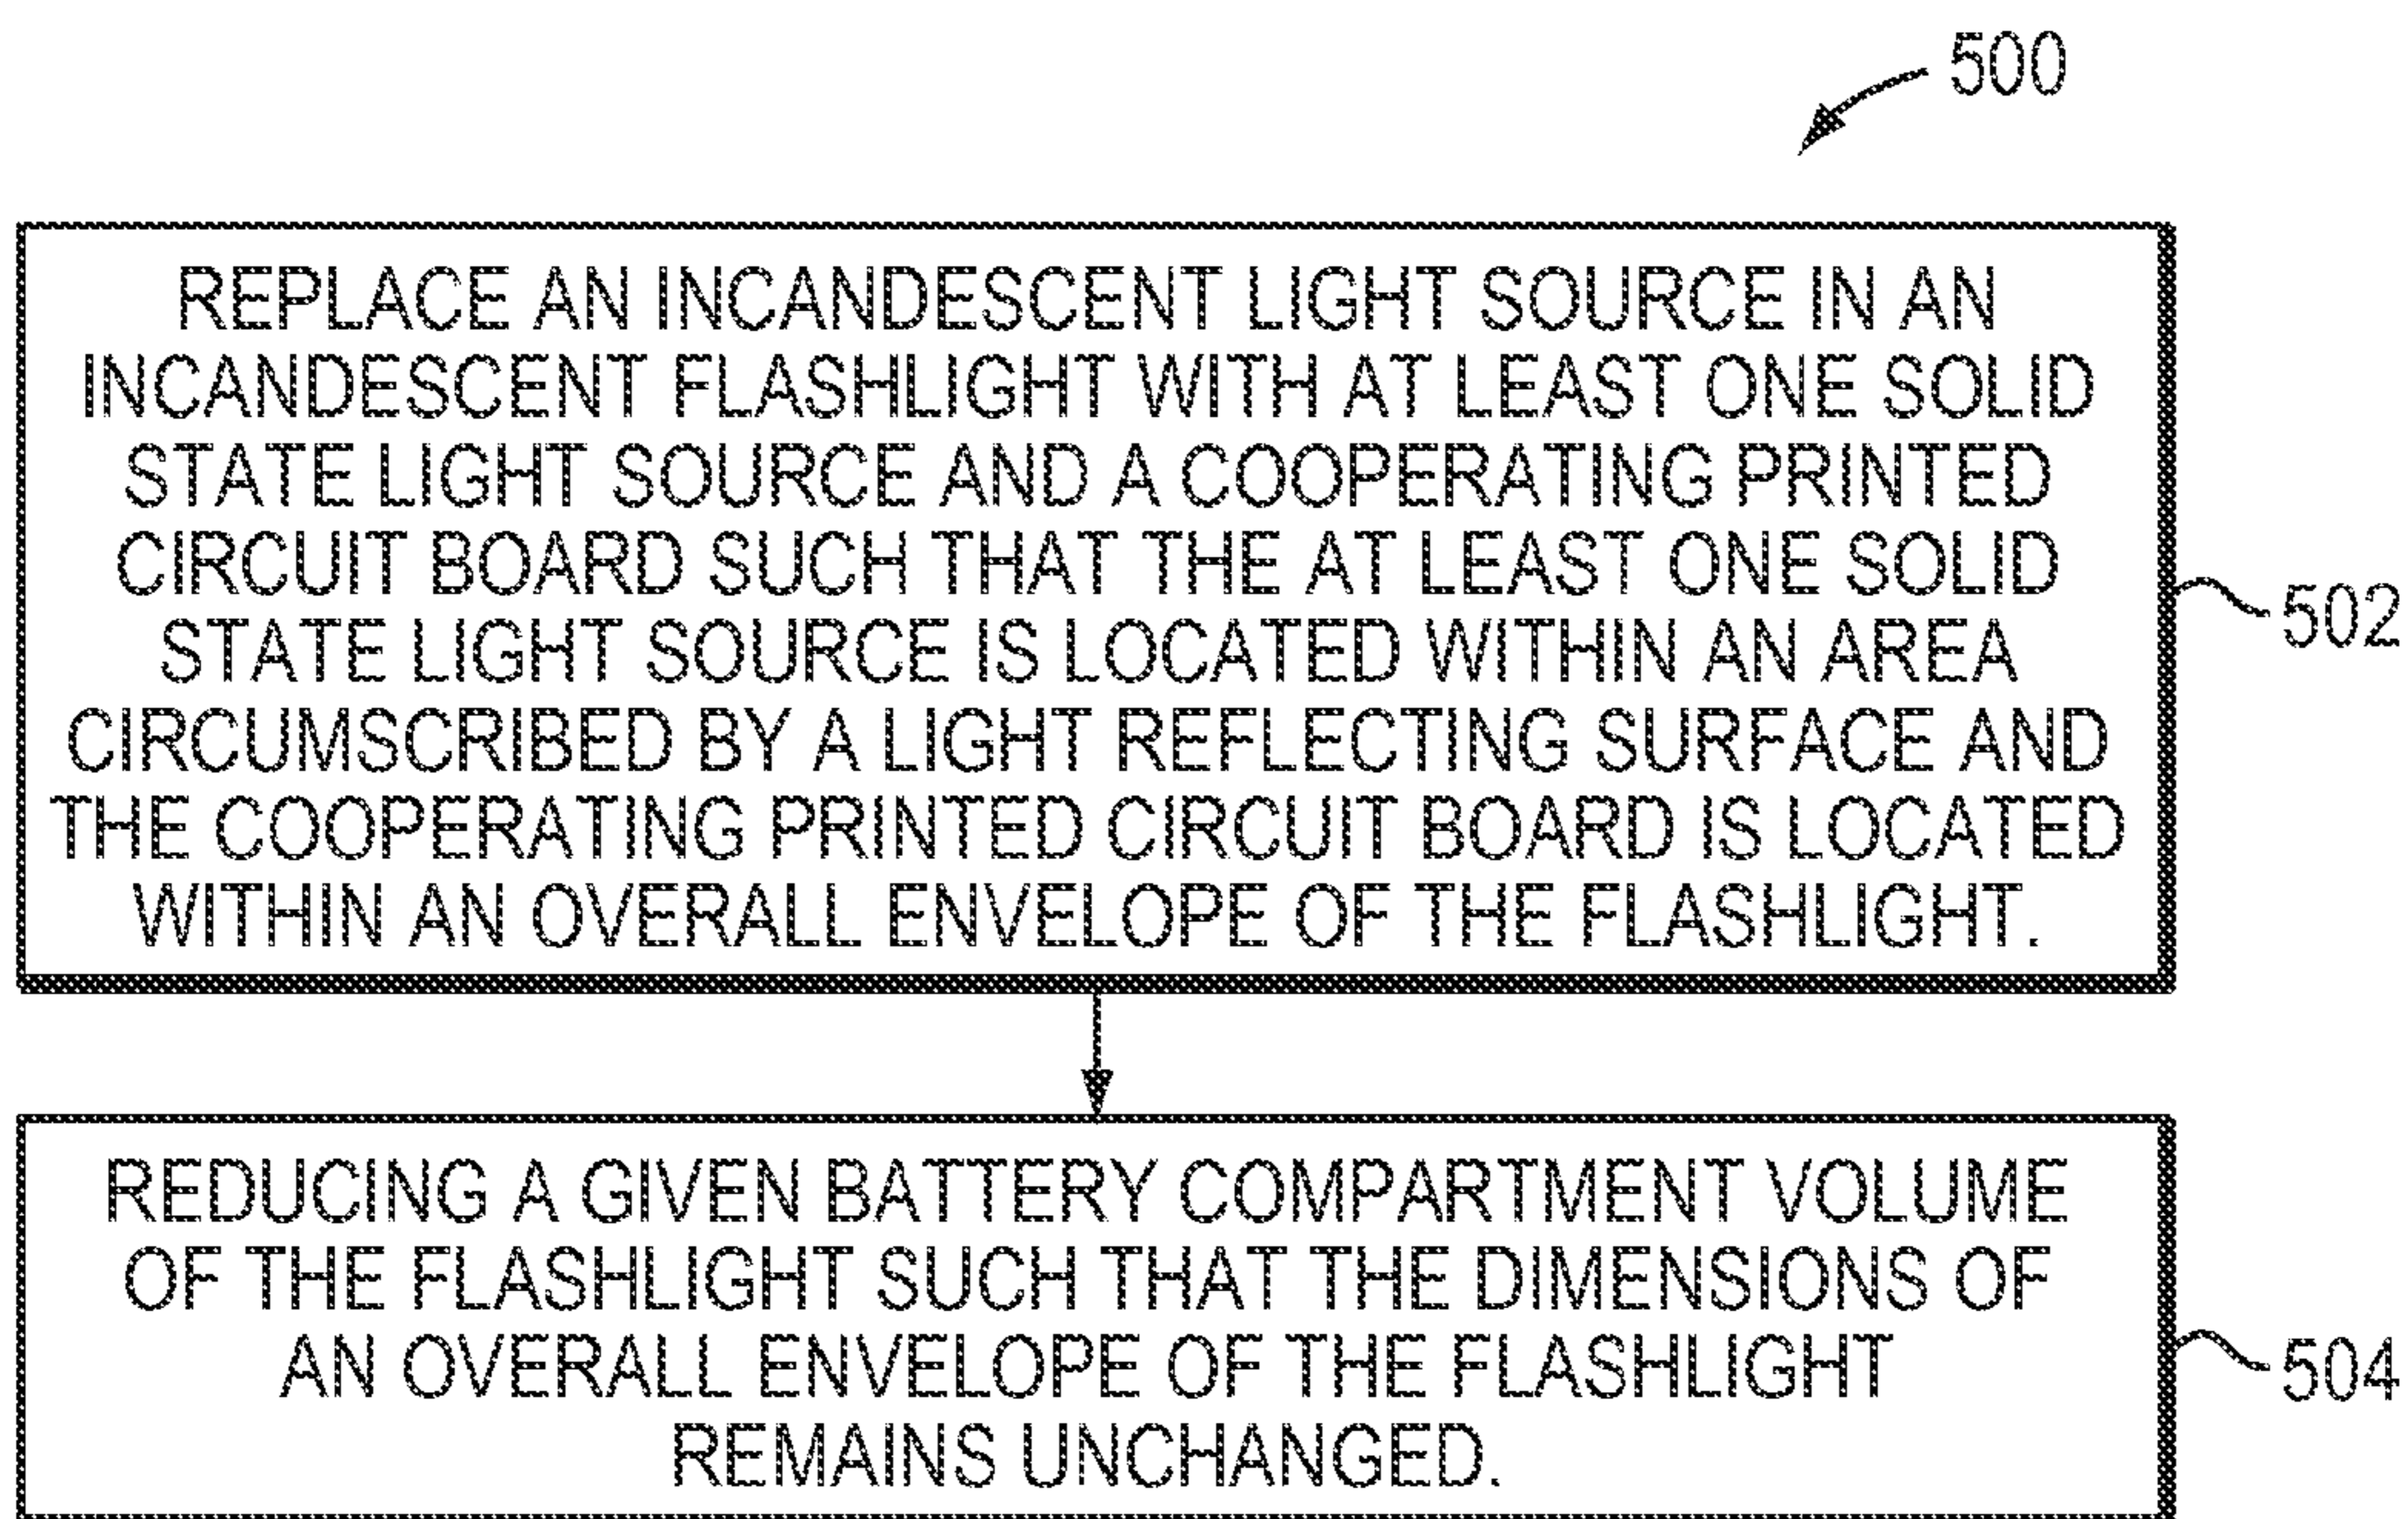 500
REPLACE AN INCANDESCENT LIGHT SOURCE IN AN
INCANDESCENT FLASHLIGHT WITH AT LEAST ONE SOLID
STATE LIGHT SOURCE AND A COOPERATING PRINTED
CIRCUIT BOARD SUCH THAT THE AT LEAST ONE SOLID
STATE LIGHT SOURCE IS LOCATED WITHIN AN AREA
CIRCUMSCRIBED BY A LIGHT REFLECTING SURFACE AND
THE COOPERATING PRINTED CIRCUIT BOARD IS LOCATED
WITHIN AN OVERALL ENVELOPE OF THE FLASHLIGHT.
502
REDUCING A GIVEN BATTERY COMPARTMENT VOLUME
OF THE FLASHLIGHT SUCH THAT THE DIMENSIONS OF
AN OVERALL ENVELOPE OF THE FLASHLIGHT
REMAINS UNCHANGED.
504